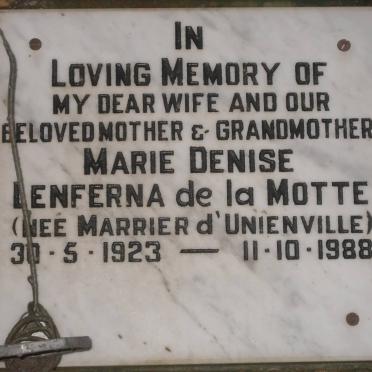 IN
LOVING MEMORY OF
MY DEAR WIFE AND OUR
BELOVED MOTHER & GRANDMOTHER
MARIE DENISE
LENFERNA de la MOTTE
(NEE MARRIER d'UNIENVILLE)
30 - 5 - 1923 — 11 - 10 - 1988